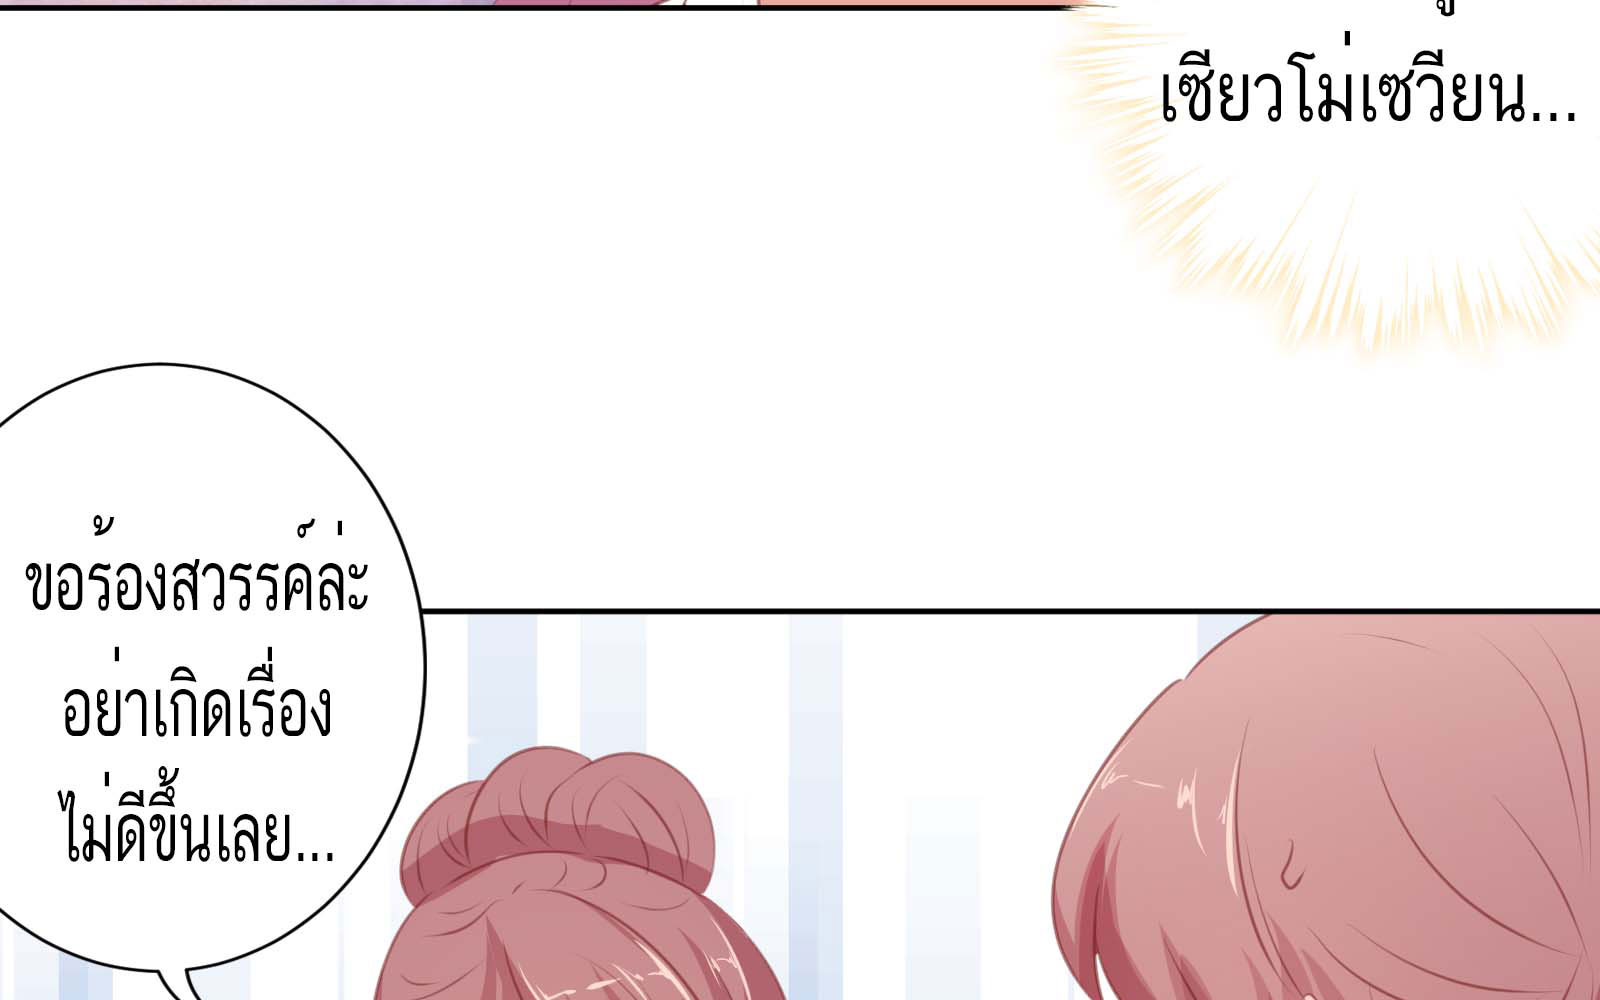 เซียวโม่เซวียน...
ขอร้องสวรรค์ล่ะ
อย่าเกิดเรื่อง
ไม่ดีขึ้นเลย...